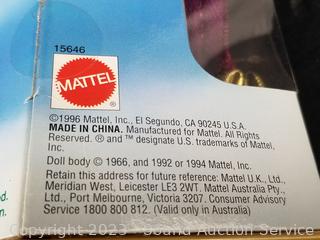 15646
MATTEL
®
©1996 Mattel, Inc., El Segundo, CA 90245 U.S.A.
MADE IN CHINA. Manufactured for Mattel. All Rights
Reserved. ® and ™ designate U.S. trademarks of Mattel,
Inc.
Doll body © 1966, and 1992 or 1994 Mattel, Inc.
Retain this address for future reference: Mattel U.K., Ltd.,
Meridian West, Leicester LE3 2WT. Mattel Australia Pty.,
Ltd., Port Melbourne, Victoria 3207. Consumer Advisory
Service 1800 800 812. (Valid only in Australia)
Copyright 2023 - Sound Auction Service